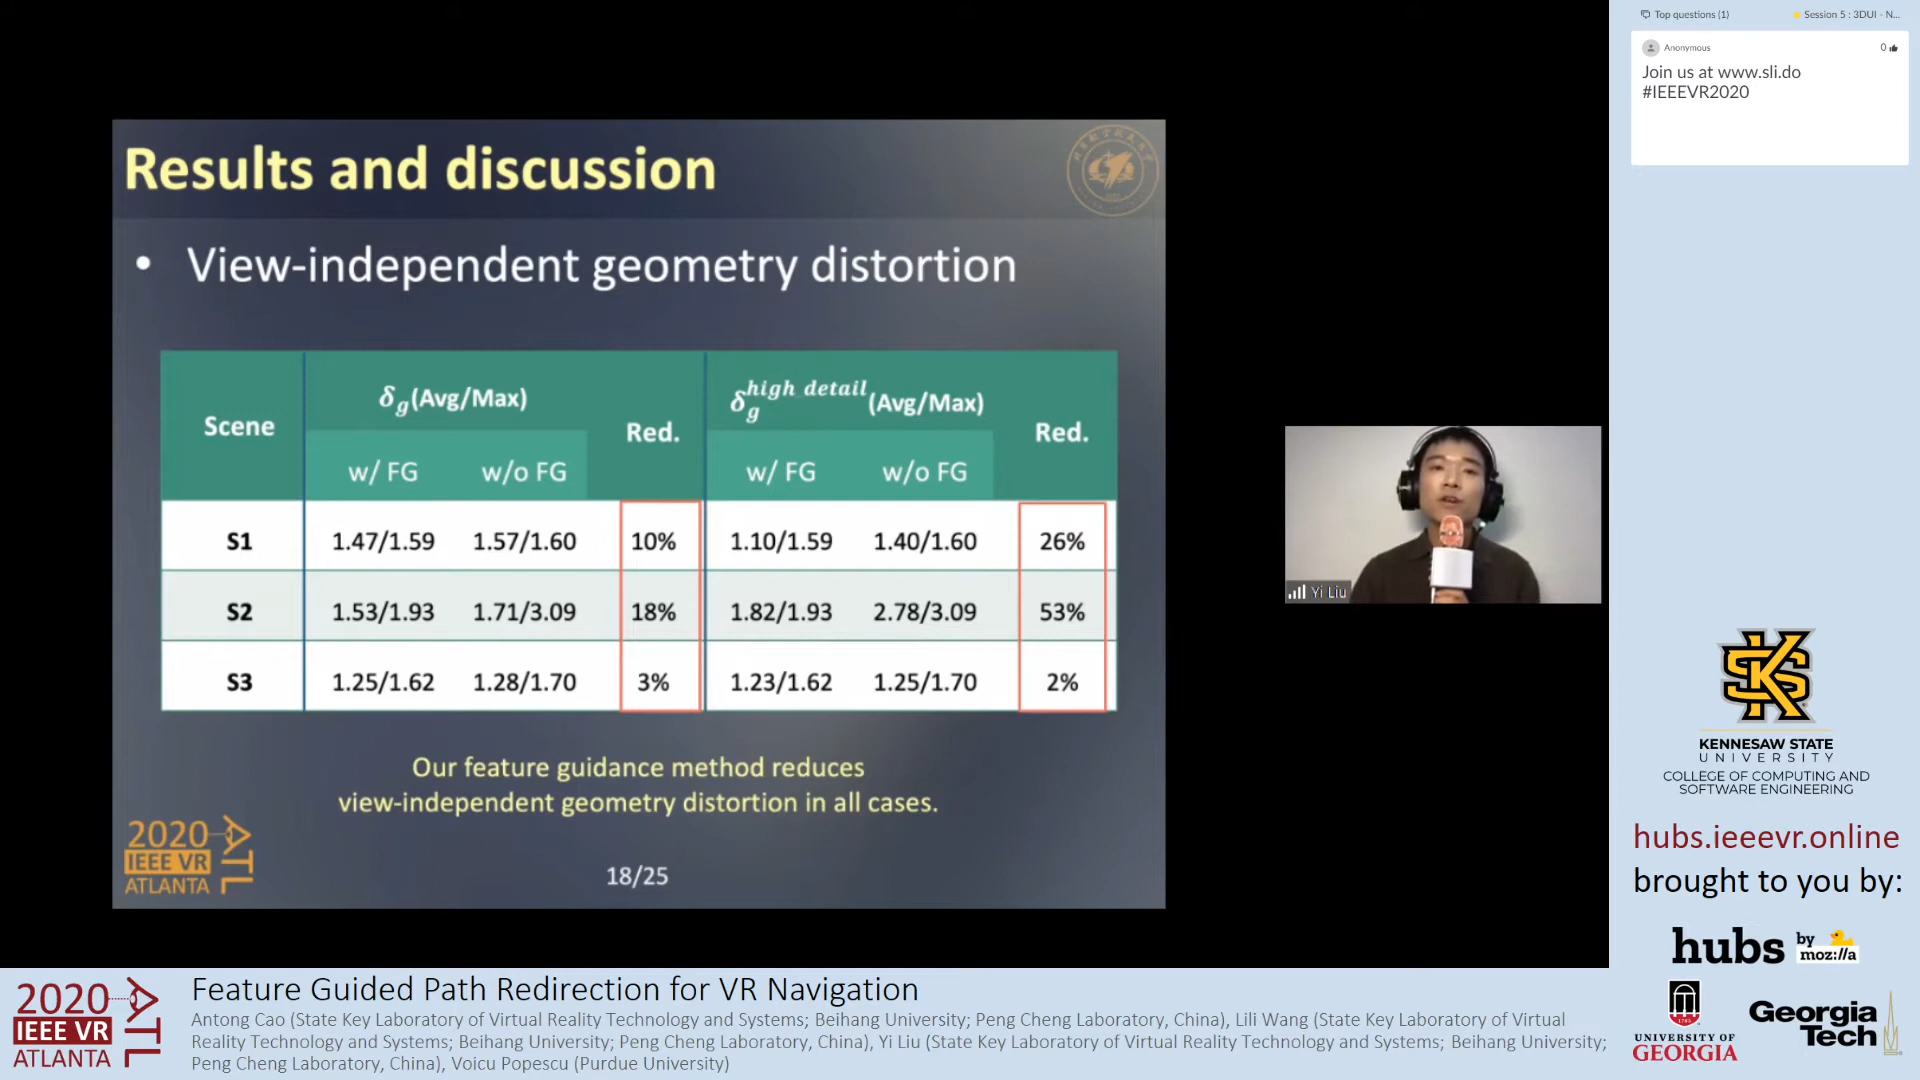 Top questions (1)
Session 5 : 3DUI - N...
Anonymous
0
Join us at www.sli.do
#IEEEVR2020
Results and discussion
• View-independent geometry distortion
Scene
δg(Avg/Max)
Red.
δg^high detail(Avg/Max)
Red.
w/ FG w/o FG w/ FG w/o FG
S1 1.47/1.59 1.57/1.60 10% 1.10/1.59 1.40/1.60 26%
S2 1.53/1.93 1.71/3.09 18% 1.82/1.93 2.78/3.09 53%
S3 1.25/1.62 1.28/1.70 3% 1.23/1.62 1.25/1.70 2%
Our feature guidance method reduces
view-independent geometry distortion in all cases.
2020
IEEE VR
ATLANTA
ATL
18/25
Yi Liu
KENNESAW STATE
UNIVERSITY
COLLEGE OF COMPUTING AND
SOFTWARE ENGINEERING
hubs.ieeevr.online
brought to you by:
hubs by
moz://a
1785
UNIVERSITY OF
GEORGIA
Georgia
Tech
2020
IEEE VR
ATLANTA
ATL
Feature Guided Path Redirection for VR Navigation
Antong Cao (State Key Laboratory of Virtual Reality Technology and Systems; Beihang University; Peng Cheng Laboratory, China), Lili Wang (State Key Laboratory of Virtual
Reality Technology and Systems; Beihang University; Peng Cheng Laboratory, China), Yi Liu (State Key Laboratory of Virtual Reality Technology and Systems; Beihang University;
Peng Cheng Laboratory, China), Voicu Popescu (Purdue University)